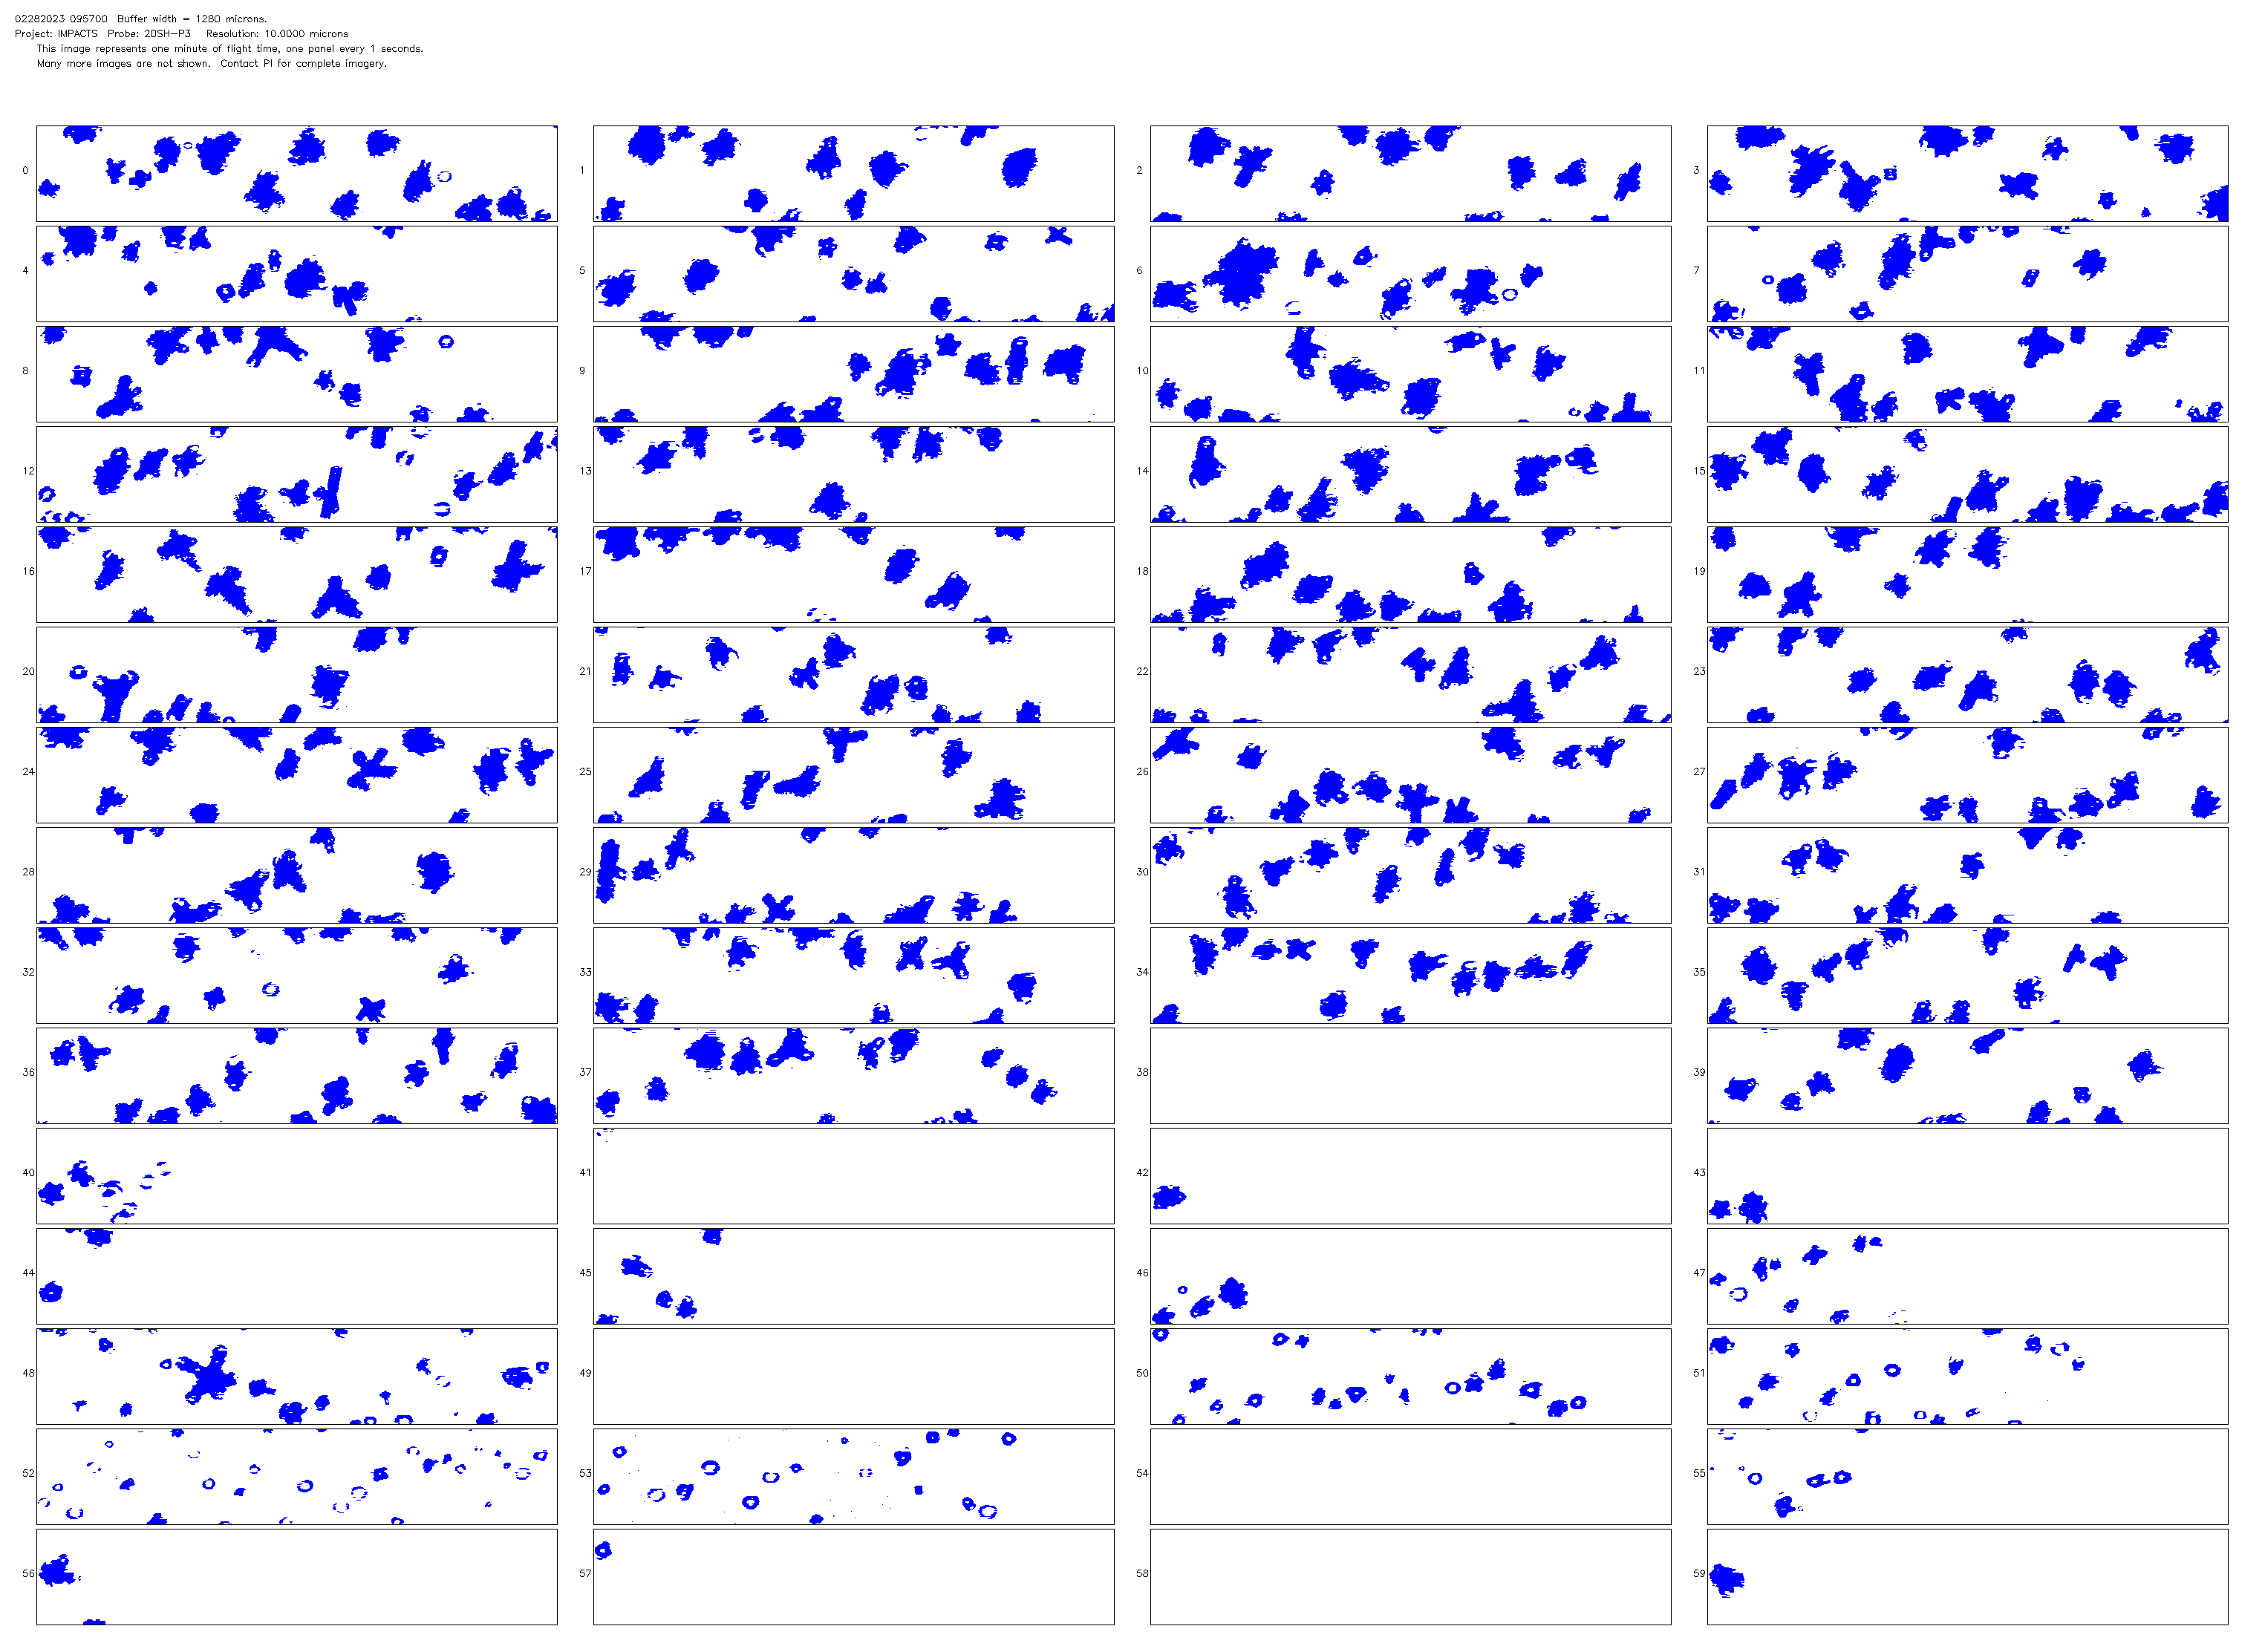 02282023 095700  Buffer width = 1280 microns.
Project: IMPACTS  Probe: 2DSH-P3  Resolution: 10.0000 microns
This image represents one minute of flight time, one panel every 1 seconds.
Many more images are not shown.  Contact PI for complete imagery.
0 1 2 3
4 5 6 7
8 9 10 11
12 13 14 15
16 17 18 19
20 21 22 23
24 25 26 27
28 29 30 31
32 33 34 35
36 37 38 39
40 41 42 43
44 45 46 47
48 49 50 51
52 53 54 55
56 57 58 59